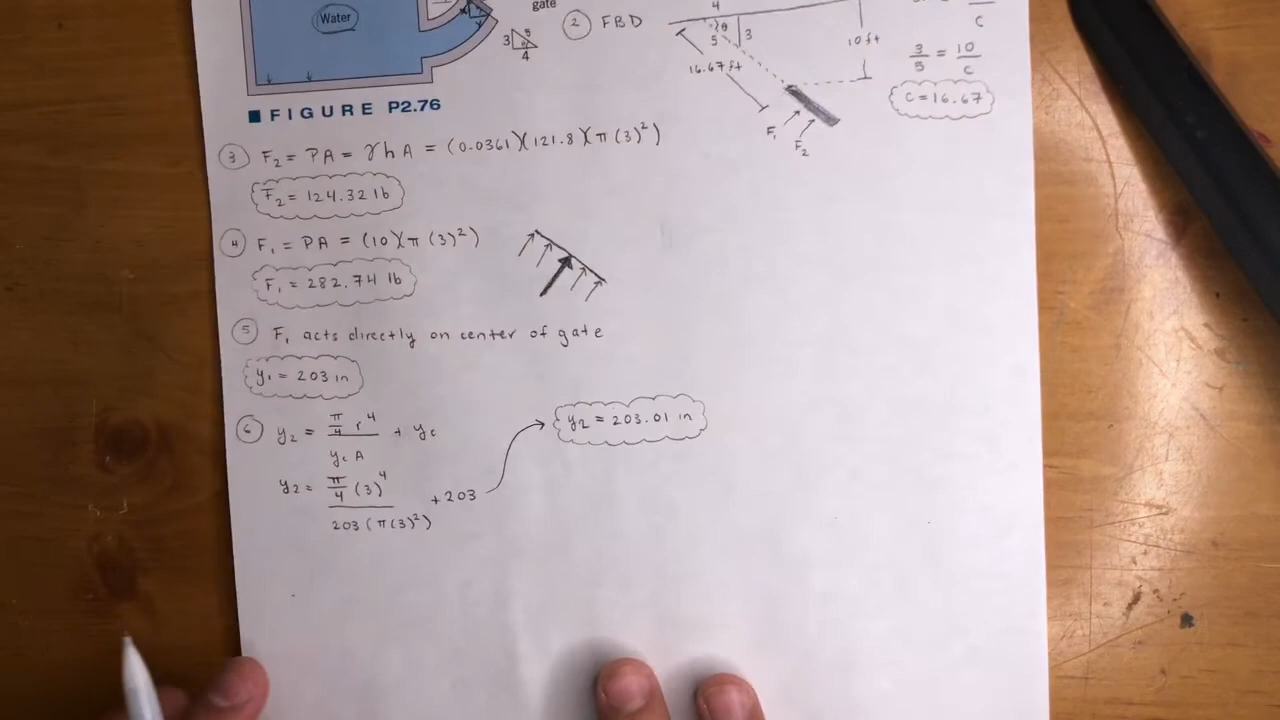 gate
Water
3 5
4
2 FBD
4
θ
5 3
16.67 ft
10 ft
F₁
F₂
C
3/5 = 10/C
C = 16.67
FIGURE P2.76
3 F₂ = PA = γhA = (0.0361)(121.8)(π(3)²)
F₂ = 124.32 lb
4 F₁ = PA = (10)(π(3)²)
F₁ = 282.74 lb
5 F₁ acts directly on center of gate
y₁ = 203 in
6 y₂ = (π/4 r⁴)/(y꜀A) + y꜀
y₂ = (π/4 (3)⁴)/(203(π(3)²)) + 203
y₂ = 203.01 in